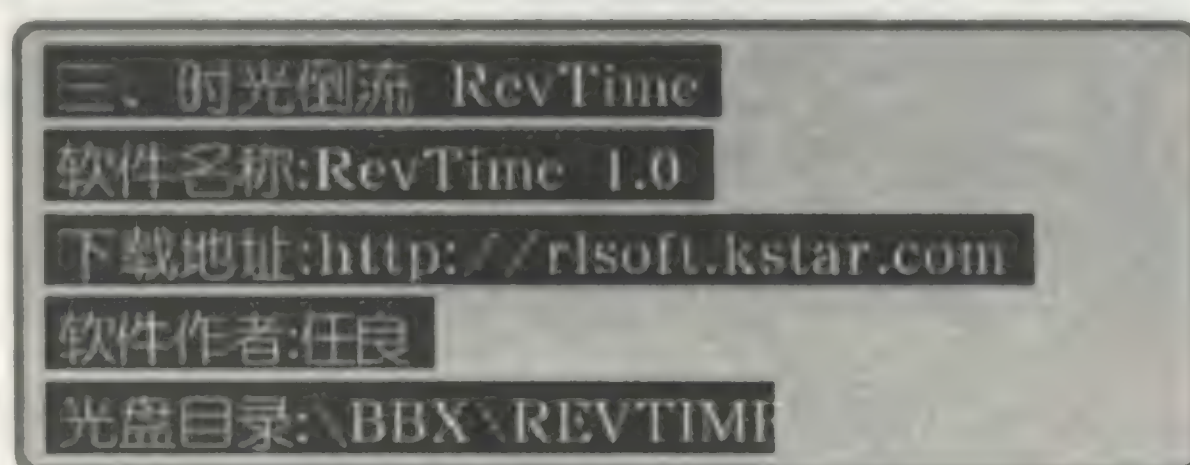 三、时光倒流 RevTime
软件名称:RevTime 1.0
下载地址:http://rlsoft.kstar.com
软件作者:任良
光盘目录:\BBX\REVTIME